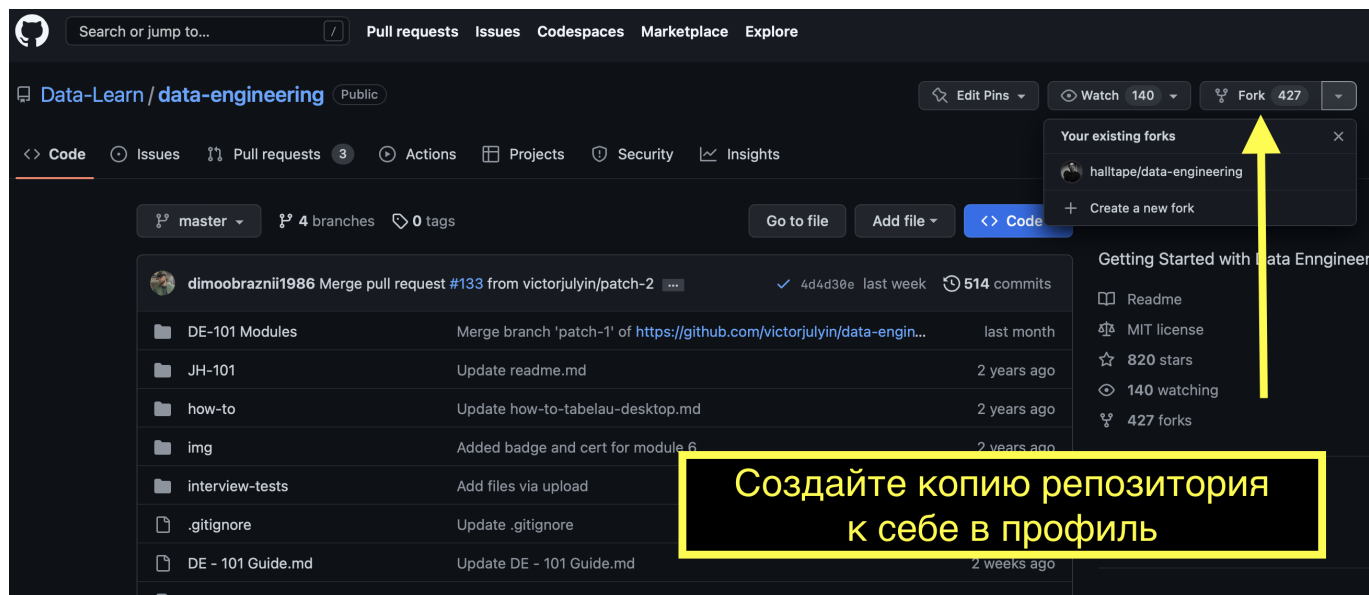 Search or jump to... / Pull requests Issues Codespaces Marketplace Explore
Data-Learn / data-engineering Public Edit Pins Watch 140 Fork 427
Your existing forks
halltape/data-engineering
Create a new fork
Code Issues Pull requests 3 Actions Projects Security Insights
master 4 branches 0 tags Go to file Add file Code
dimoobraznii1986 Merge pull request #133 from victorjulyin/patch-2 ... 4d4d30e last week 514 commits
DE-101 Modules Merge branch 'patch-1' of https://github.com/victorjulyin/data-engin... last month
JH-101 Update readme.md 2 years ago
how-to Update how-to-tabelau-desktop.md 2 years ago
img Added badge and cert for module 6 2 years ago
interview-tests Add files via upload
.gitignore Update .gitignore
DE - 101 Guide.md Update DE - 101 Guide.md 2 weeks ago
Getting Started with Data Enngineer
Readme
MIT license
820 stars
140 watching
427 forks
Создайте копию репозитория
к себе в профиль